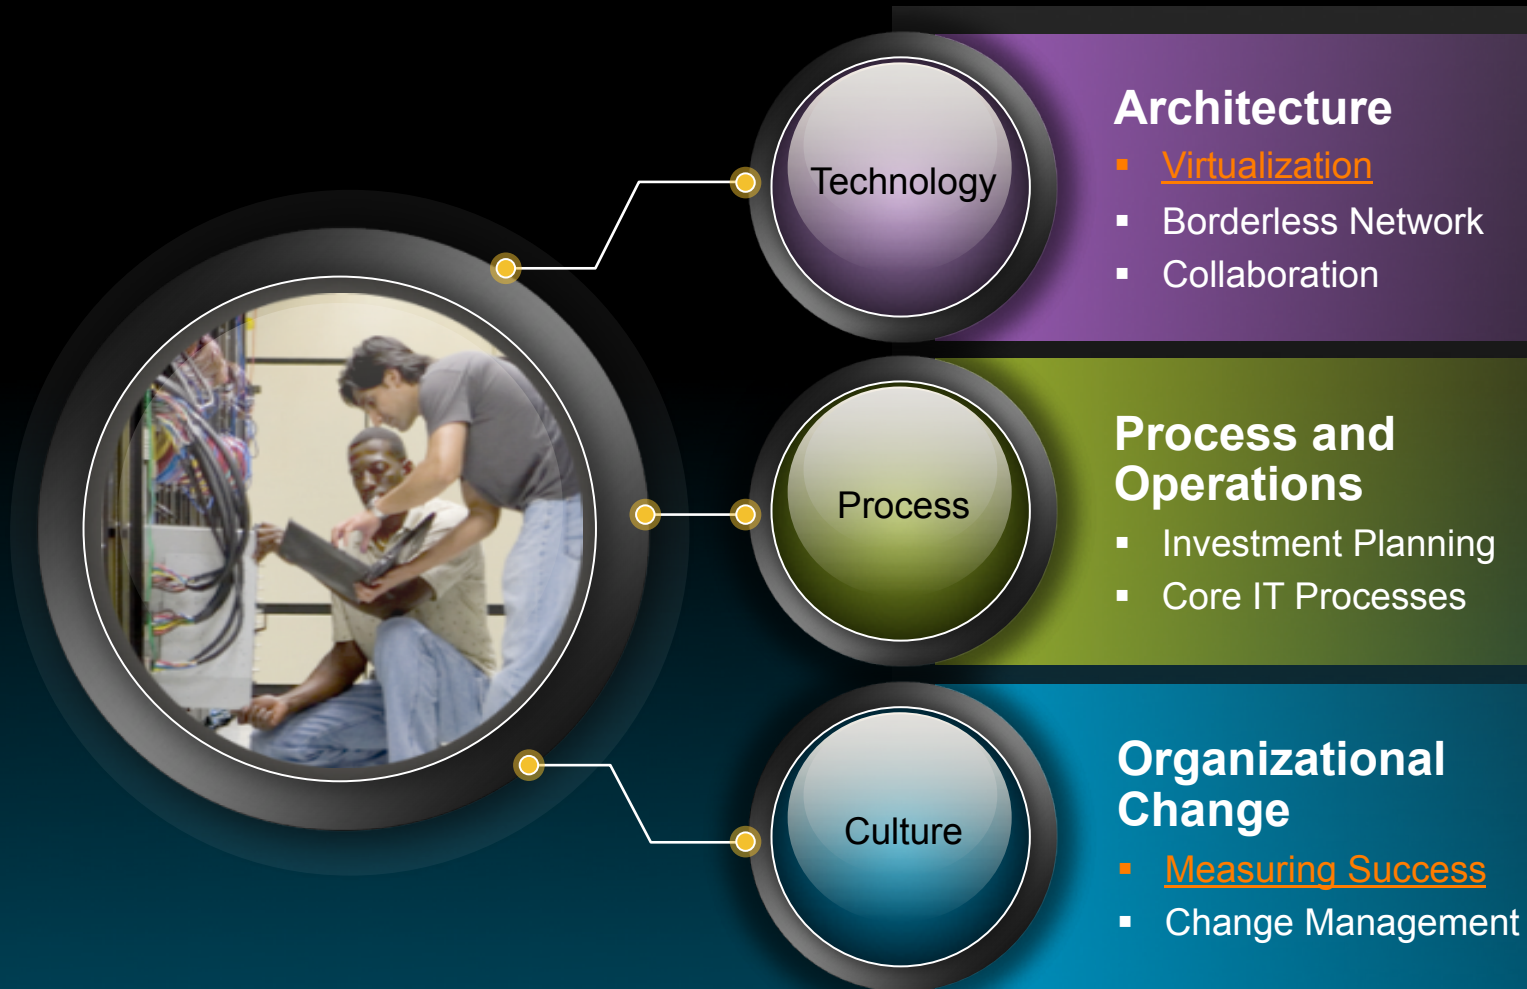 Technology
Architecture
▪ Virtualization
▪ Borderless Network
▪ Collaboration
Process
Process and
Operations
▪ Investment Planning
▪ Core IT Processes
Culture
Organizational
Change
▪ Measuring Success
▪ Change Management